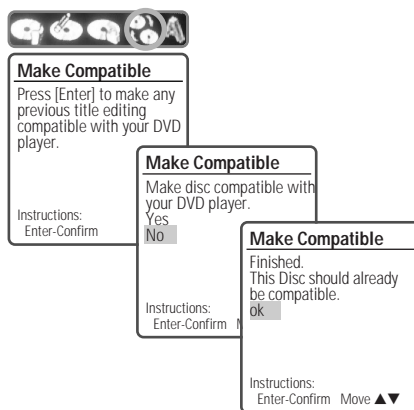 Make Compatible
Press [Enter] to make any
previous title editing
compatible with your DVD
player.
Instructions:
Enter-Confirm
Make Compatible
Make disc compatible with
your DVD player.
Yes
No
Instructions:
Enter-Confirm
Make Compatible
Finished.
This Disc should already
be compatible.
ok
Instructions:
Enter-Confirm Move ▲▼